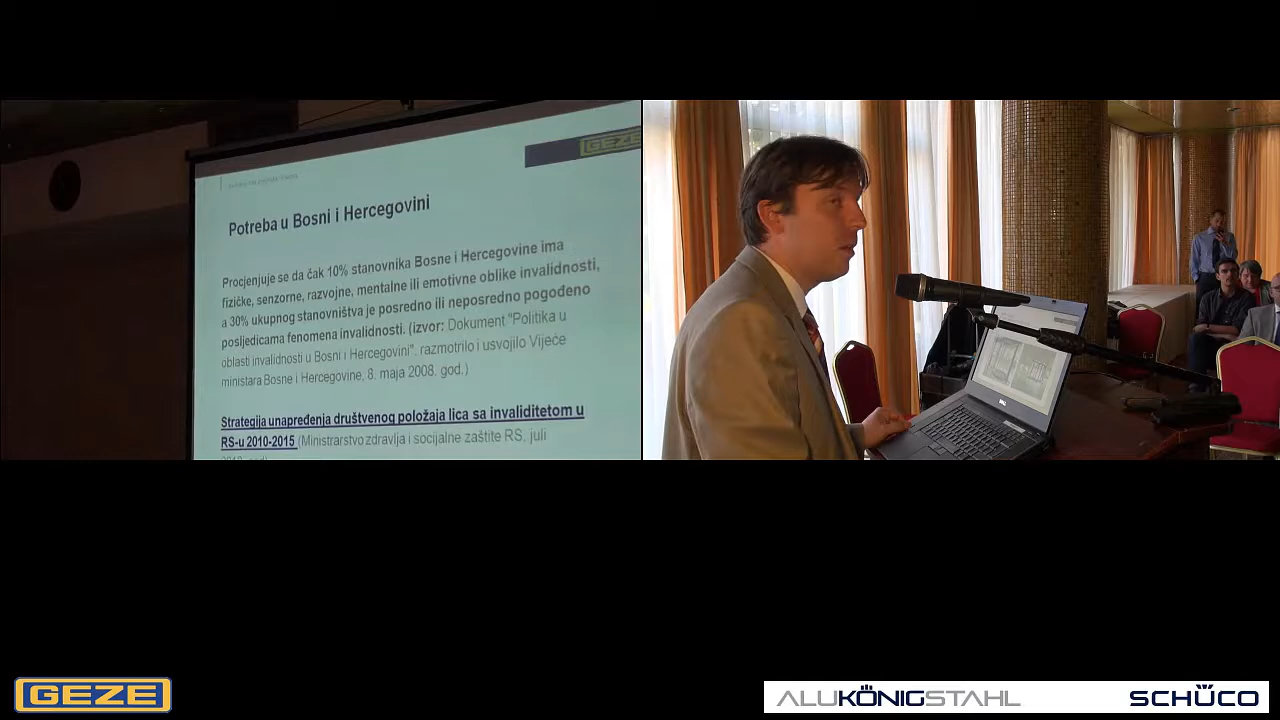 GEZE
Potreba u Bosni i Hercegovini
Procjenjuje se da čak 10% stanovnika Bosne i Hercegovine ima
fizičke, senzorne, razvojne, mentalne ili emotivne oblike invalidnosti,
a 30% ukupnog stanovništva je posredno ili neposredno pogođeno
posljedicama fenomena invalidnosti. (izvor: Dokument "Politika u
oblasti invalidnosti u Bosni i Hercegovini". razmotrilo i usvojilo Vijeće
ministara Bosne i Hercegovine, 8. maja 2008. god.)
Strategija unapređenja društvenog položaja lica sa invaliditetom u
RS-u 2010-2015 (Ministrarstvo zdravlja i socijalne zaštite RS. juli
DELL
GEZE
ALUKÖNIGSTAHL
SCHÜCO